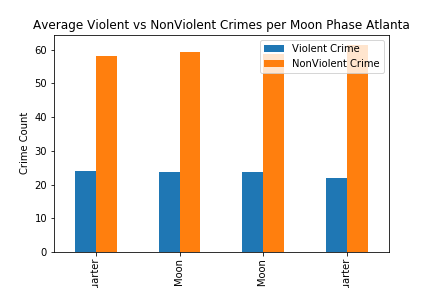 Average Violent vs NonViolent Crimes per Moon Phase Atlanta
Violent Crime
NonViolent Crime
Crime Count
60
50
40
30
20
10
0
uarter
Moon
Moon
uarter